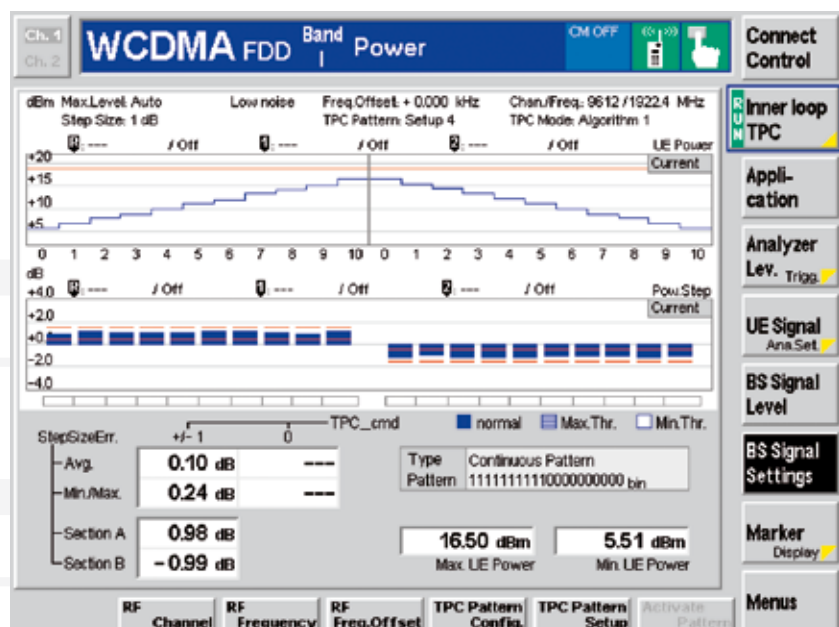 Ch. 1
Ch. 2
WCDMA FDD Band I Power
CM OFF
Connect Control
dBm Max.Level: Auto Low noise Freq.Offset: + 0.000 kHz Chan./Freq.: 9612 / 1922.4 MHz
Step Size: 1 dB TPC Pattern: Setup 4 TPC Mode: Algorithm 1
R: --- / Off 1: --- / Off 2: --- / Off UE Power
Current
+20
+15
+10
+5
0 1 2 3 4 5 6 7 8 9 10 0 1 2 3 4 5 6 7 8 9 10
dB
+4.0 R: --- / Off 1: --- / Off 2: --- / Off Pow.Step
Current
+2.0
+0.
-2.0
-4.0
TPC_cmd normal Max.Thr. Min.Thr.
StepSizeErr. +/- 1 0
Avg. 0.10 dB ---
Min./Max. 0.24 dB ---
Section A 0.98 dB
Section B - 0.99 dB
Type Continuous Pattern
Pattern 11111111110000000000 bin
16.50 dBm 5.51 dBm
Max. UE Power Min. UE Power
RUN
Inner loop TPC
Appli-
cation
Analyzer
Lev. Trigg.
UE Signal
Ana.Set.
BS Signal
Level
BS Signal
Settings
Marker
Display
Menus
RF Channel
RF Frequency
RF Freq.Offset
TPC Pattern Config.
TPC Pattern Setup
Activate Pattern